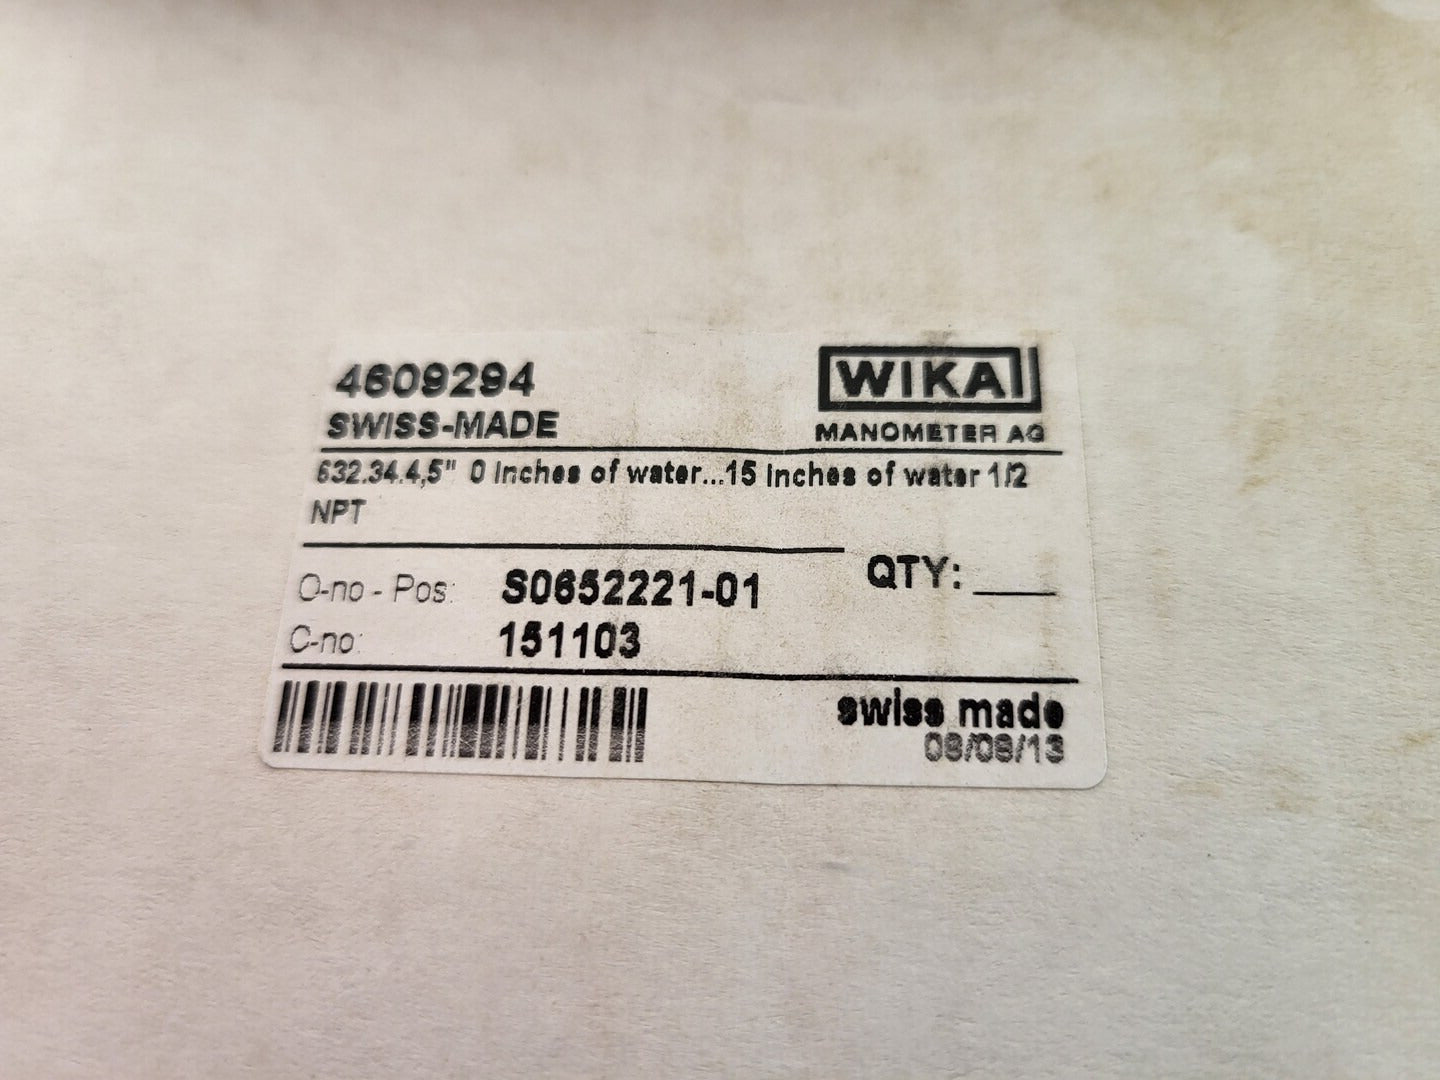 4609294
SWISS-MADE
WIKA
MANOMETER AG
632.34.4,5" 0 inches of water...15 inches of water 1/2
NPT
QTY: ___
O-no - Pos: S0652221-01
C-no: 151103
swiss made
08/08/13